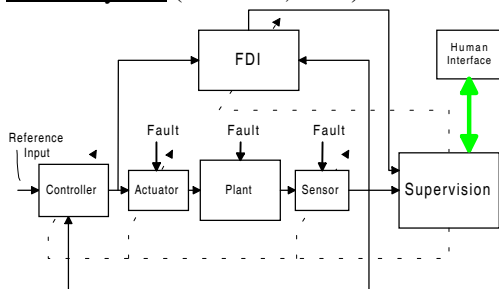 FDI
Human
Interface
Reference
Input
Fault
Fault
Fault
Controller
Actuator
Plant
Sensor
Supervision